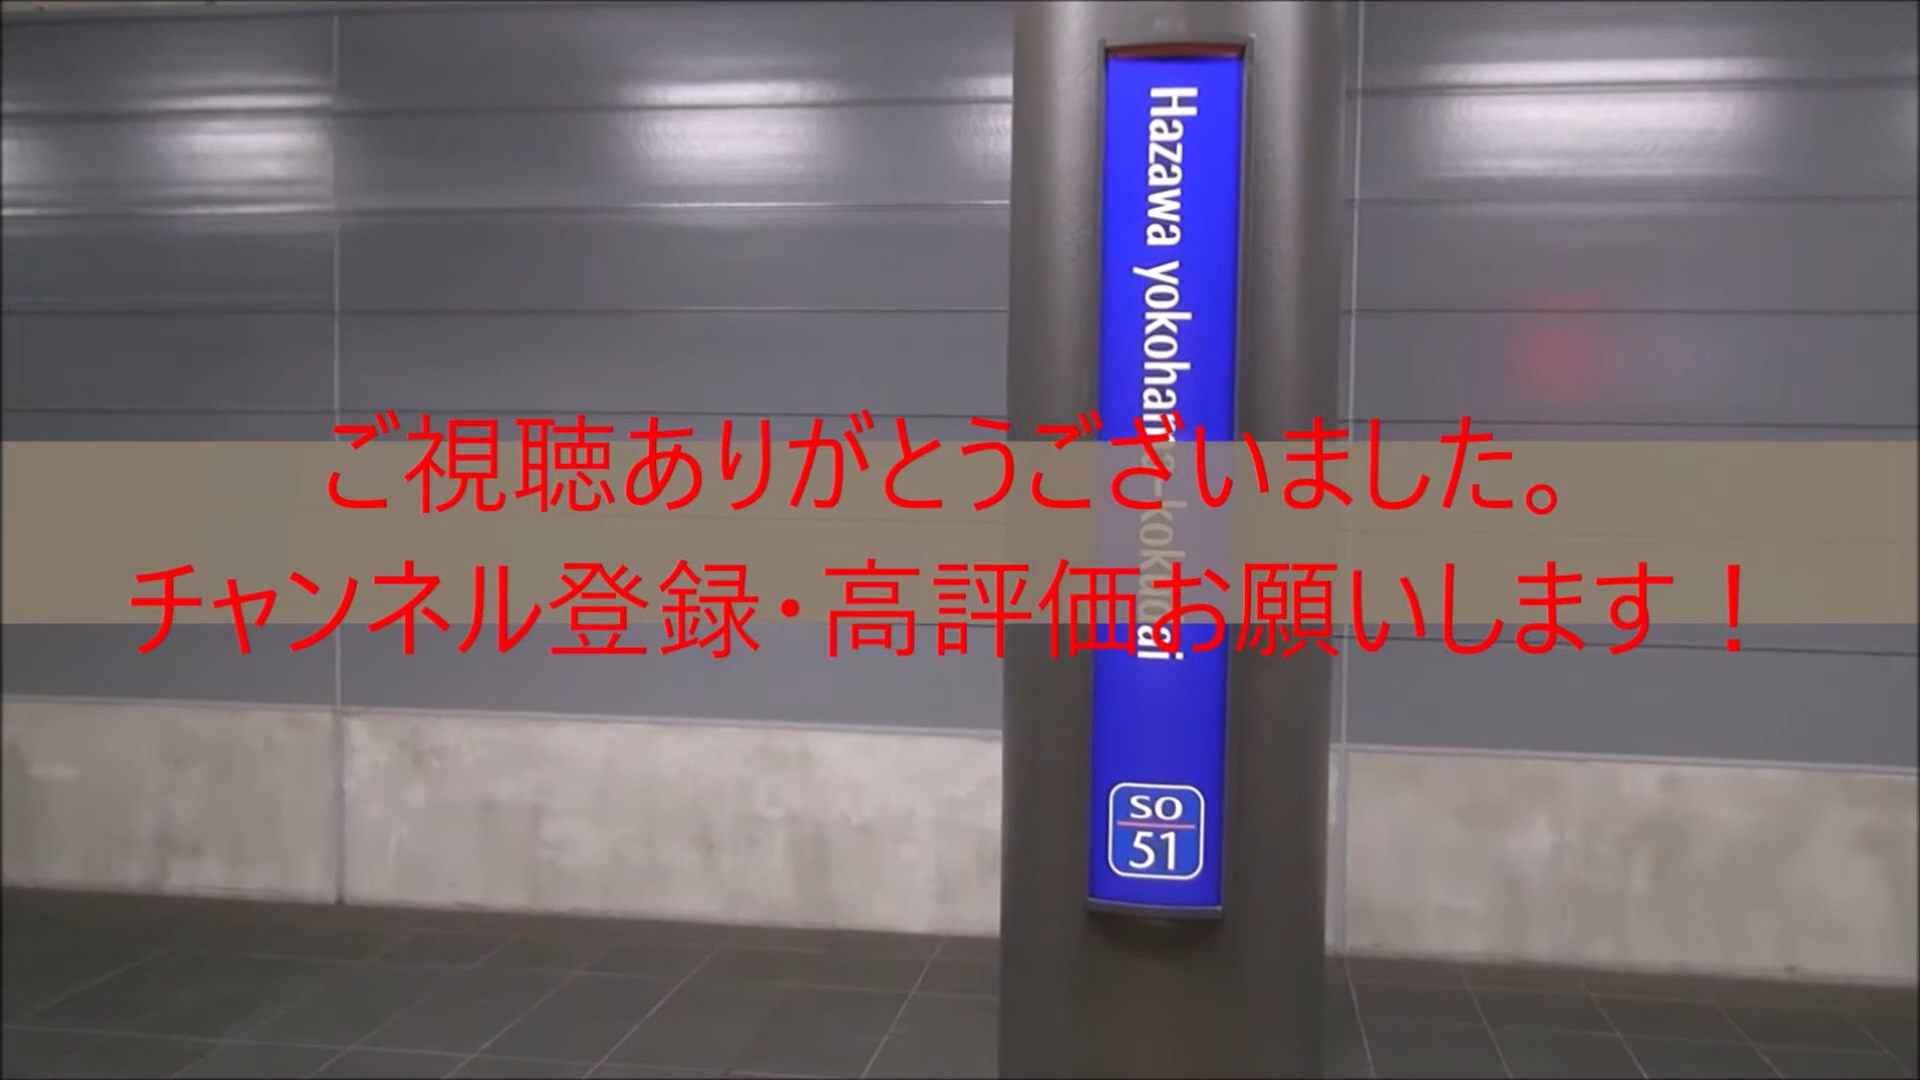 Hazawa yokohama-kokudai
ご視聴ありがとうございました。
チャンネル登録・高評価お願いします！
SO
51